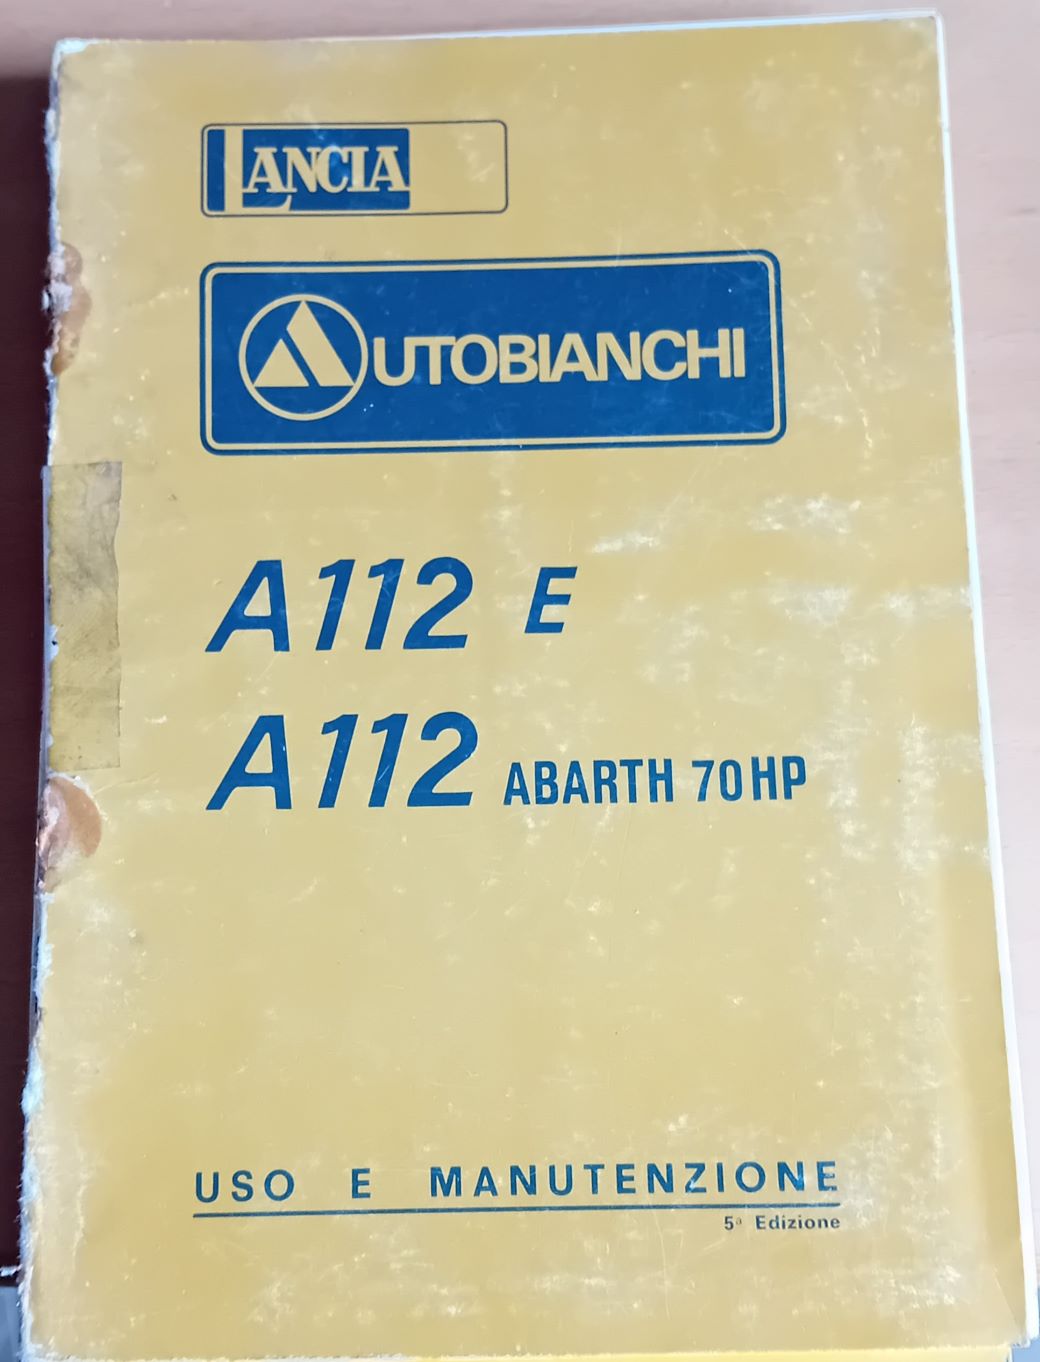 LANCIA
AUTOBIANCHI
A112 E
A112 ABARTH 70HP
USO E MANUTENZIONE
5ª Edizione